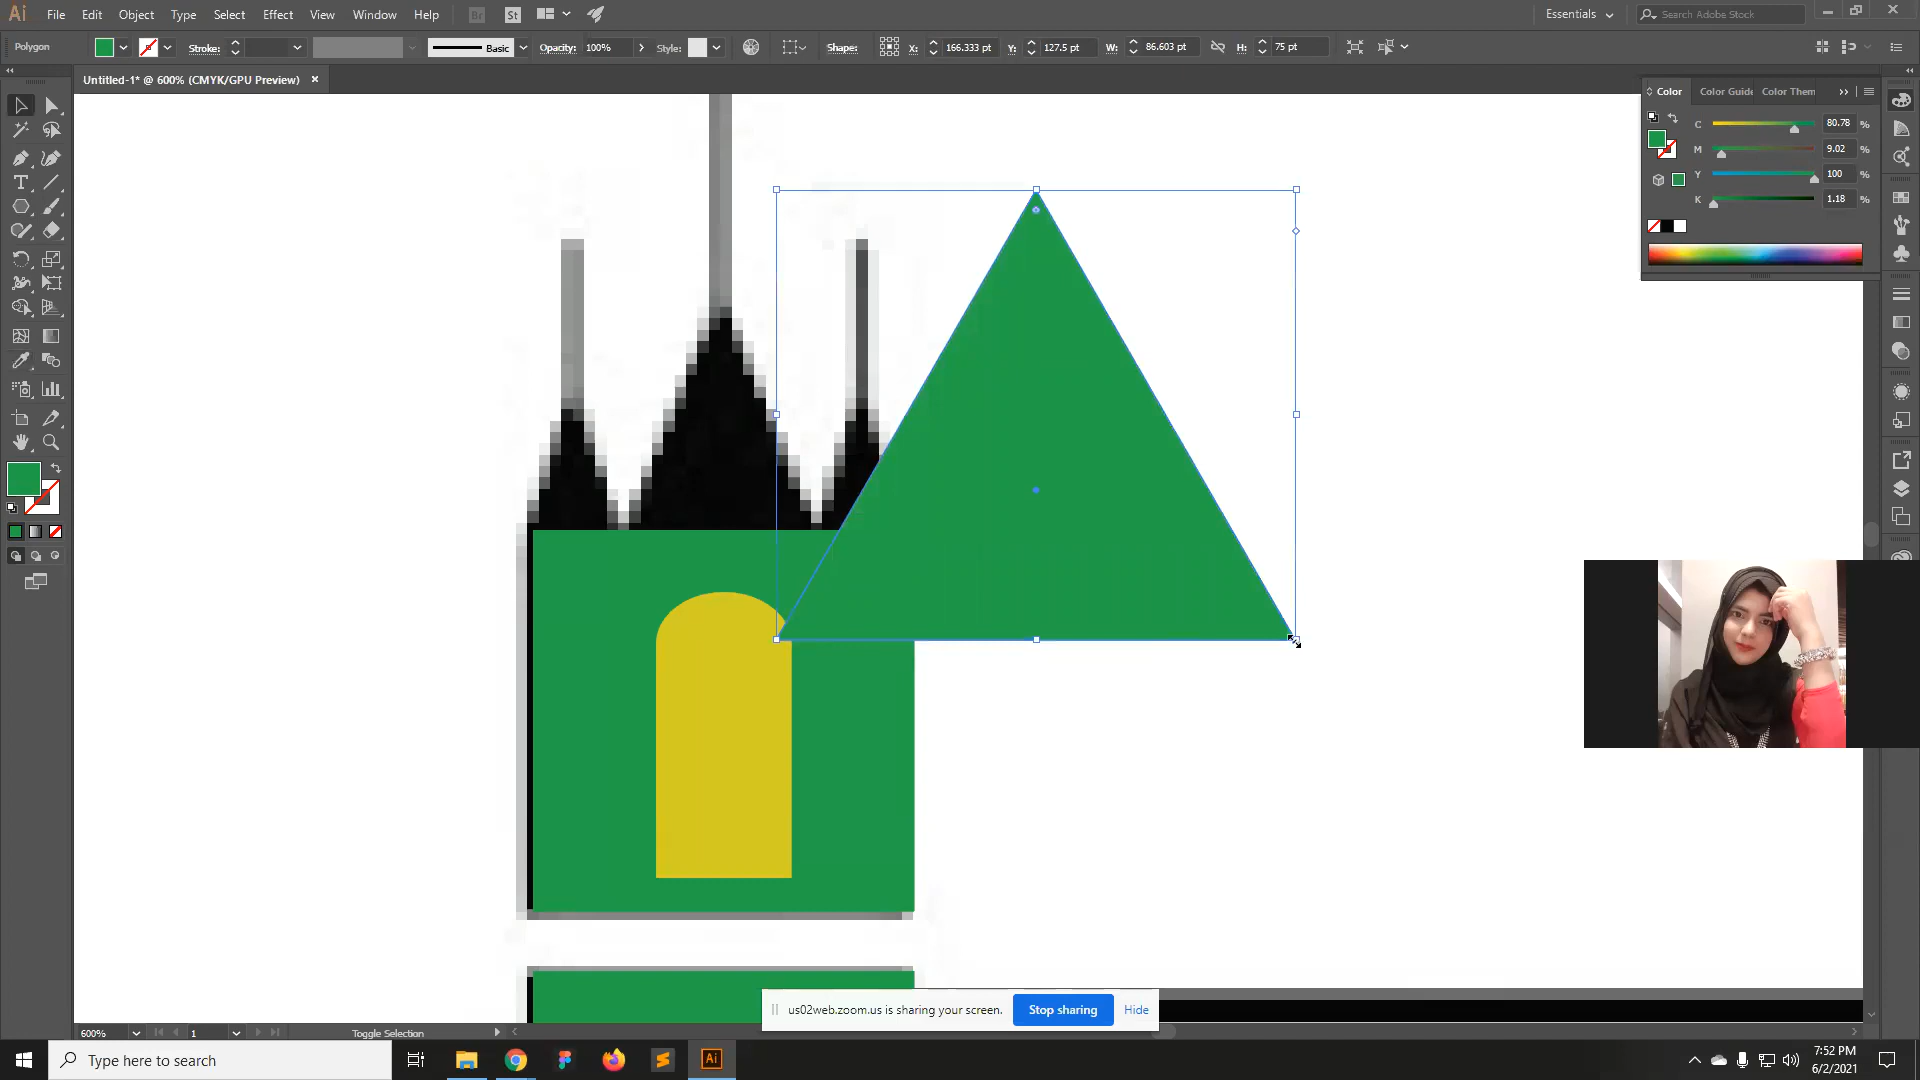 Ai File Edit Object Type Select Effect View Window Help Br St Essentials Search Adobe Stock
Polygon Stroke: Basic Opacity: 100% Style: Shape: X: 166.333 pt Y: 127.5 pt W: 86.603 pt H: 75 pt
Untitled-1* @ 600% (CMYK/GPU Preview)
Color Color Guide Color Them
C 80.78 %
M 9.02 %
Y 100 %
K 1.18 %
us02web.zoom.us is sharing your screen. Stop sharing Hide
600% 1 Toggle Selection
Type here to search Ai
7:52 PM
6/2/2021